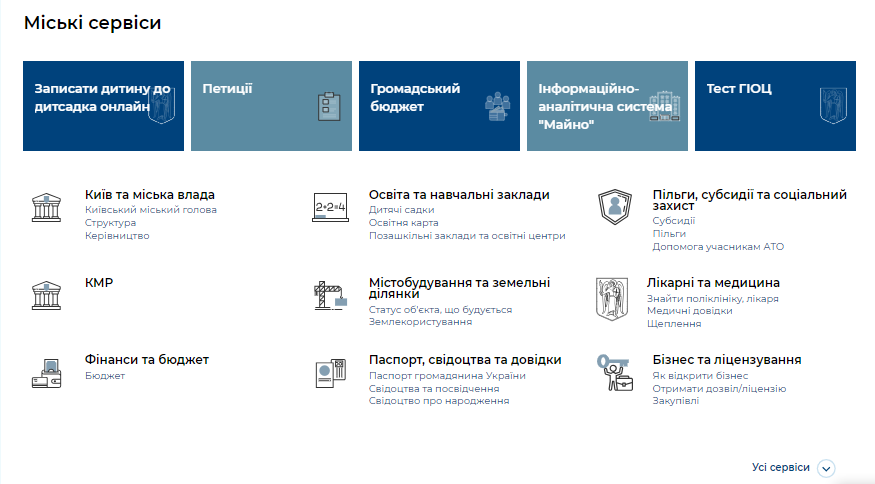 Міські сервіси
Записати дитину до
дитсадка онлайн
Петиції
Громадський
бюджет
Інформаційно-
аналітична система
"Майно"
Тест ГІОЦ
Київ та міська влада
Київський міський голова
Структура
Керівництво
2+2=4
Освіта та навчальні заклади
Дитячі садки
Освітня карта
Позашкільні заклади та освітні центри
Пільги, субсидії та соціальний
захист
Субсидії
Пільги
Допомога учасникам АТО
КМР
Містобудування та земельні
ділянки
Статус об'єкта, що будується
Землекористування
Лікарні та медицина
Знайти поліклініку, лікаря
Медичні довідки
Щеплення
Фінанси та бюджет
Бюджет
Паспорт, свідоцтва та довідки
Паспорт громадянина України
Свідоцтва та посвідчення
Свідоцтво про народження
Бізнес та ліцензування
Як відкрити бізнес
Отримати дозвіл/ліцензію
Закупівлі
Усі сервіси